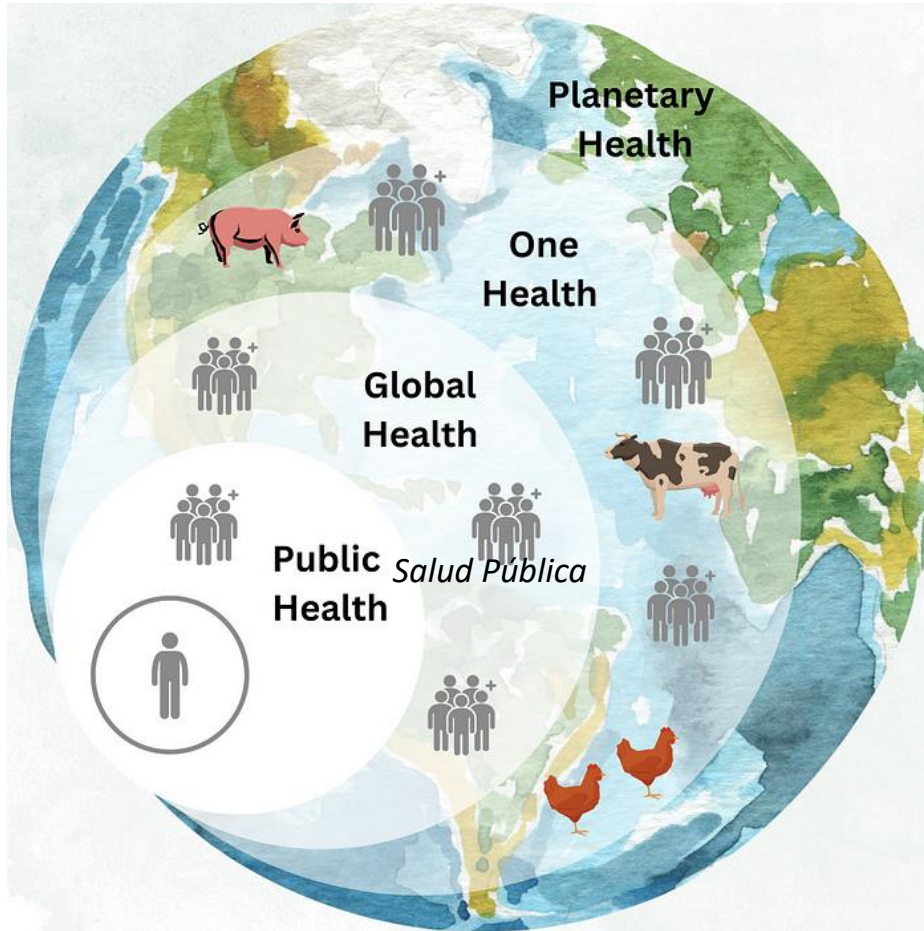 Planetary
Health
One
Health
Global
Health
Public
Health
Salud Pública